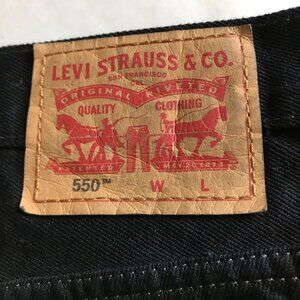 LEVI STRAUSS & CO.
SAN FRANCISCO
CAL.
ORIGINAL RIVETED
QUALITY CLOTHING
PATENTED MAY 20 1873
550™ W L